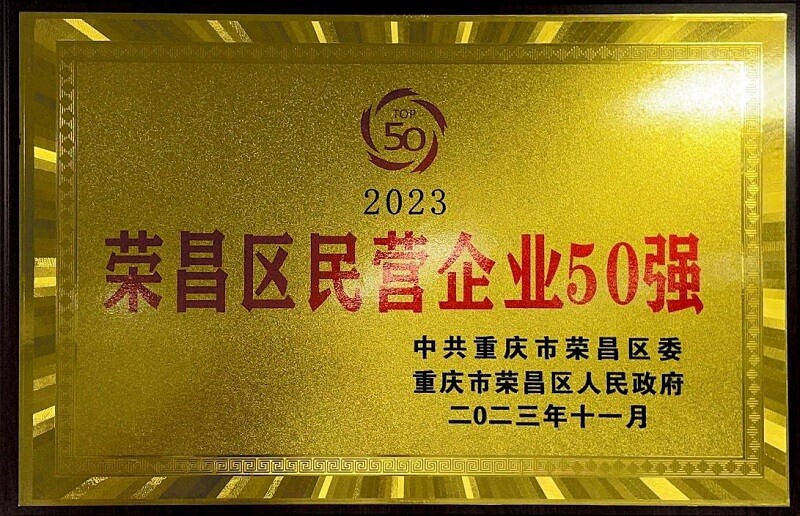 TOP
50
2023
荣昌区民营企业50强
中共重庆市荣昌区委
重庆市荣昌区人民政府
二0二三年十一月